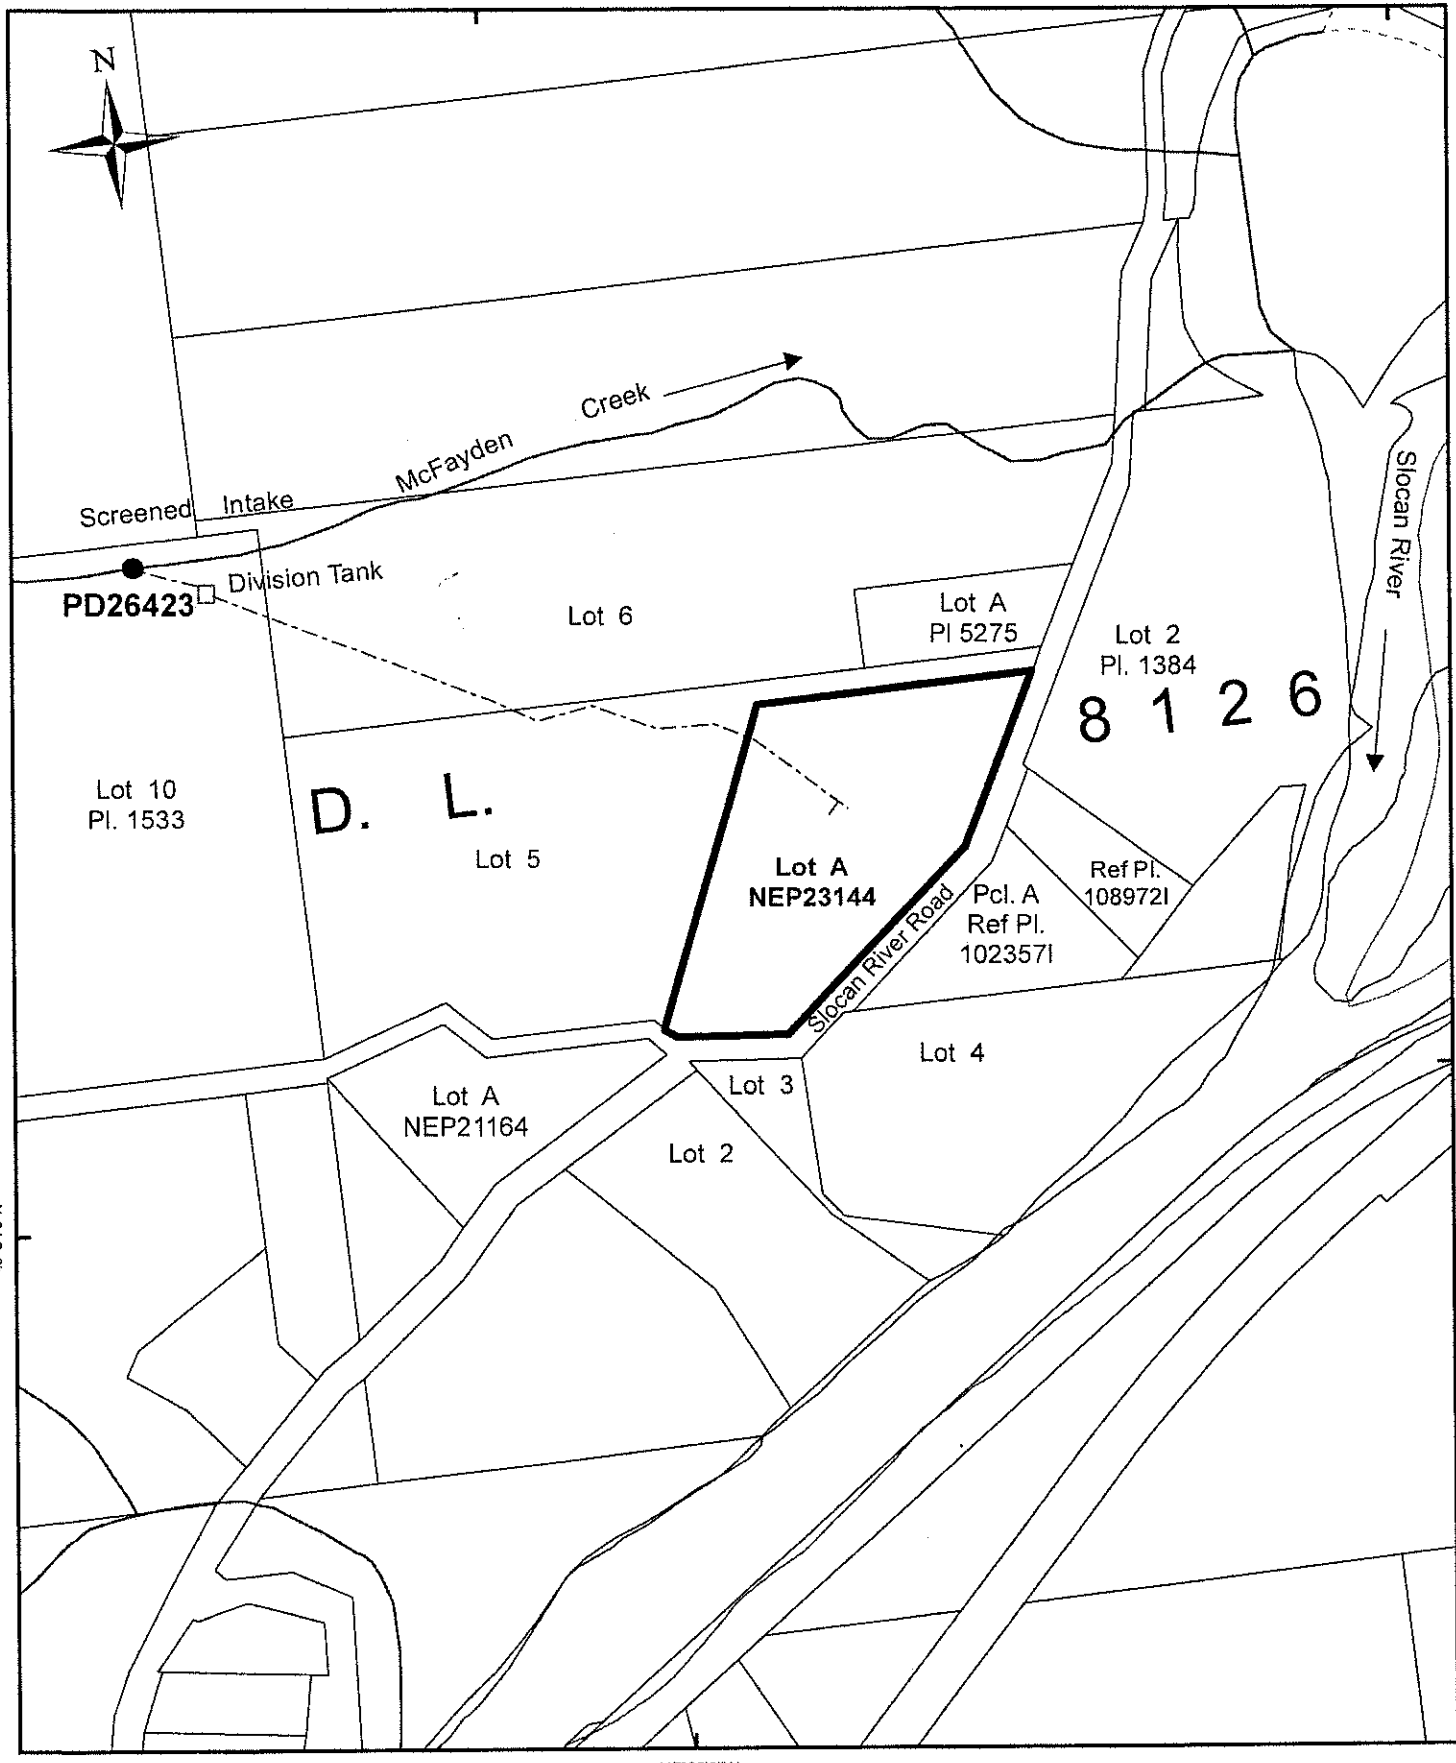 N
McFayden Creek
Screened Intake
Division Tank
PD26423
Lot 6
Lot A
Pl 5275
Lot 2
Pl. 1384
Slocan River
8 1 2 6
Lot 10
Pl. 1533
D. L.
Lot 5
Lot A
NEP23144
Slocan River Road
Pcl. A
Ref Pl.
102357I
Ref Pl.
108972I
Lot 4
Lot 3
Lot A
NEP21164
Lot 2